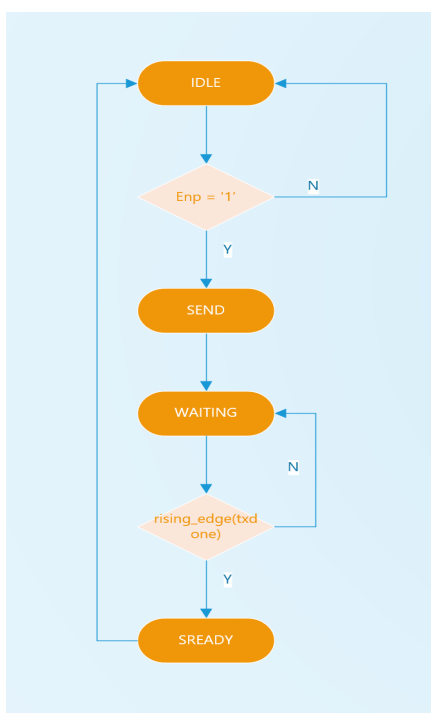 IDLE
Enp = '1'
N
Y
SEND
WAITING
N
rising_edge(txd
one)
Y
SREADY